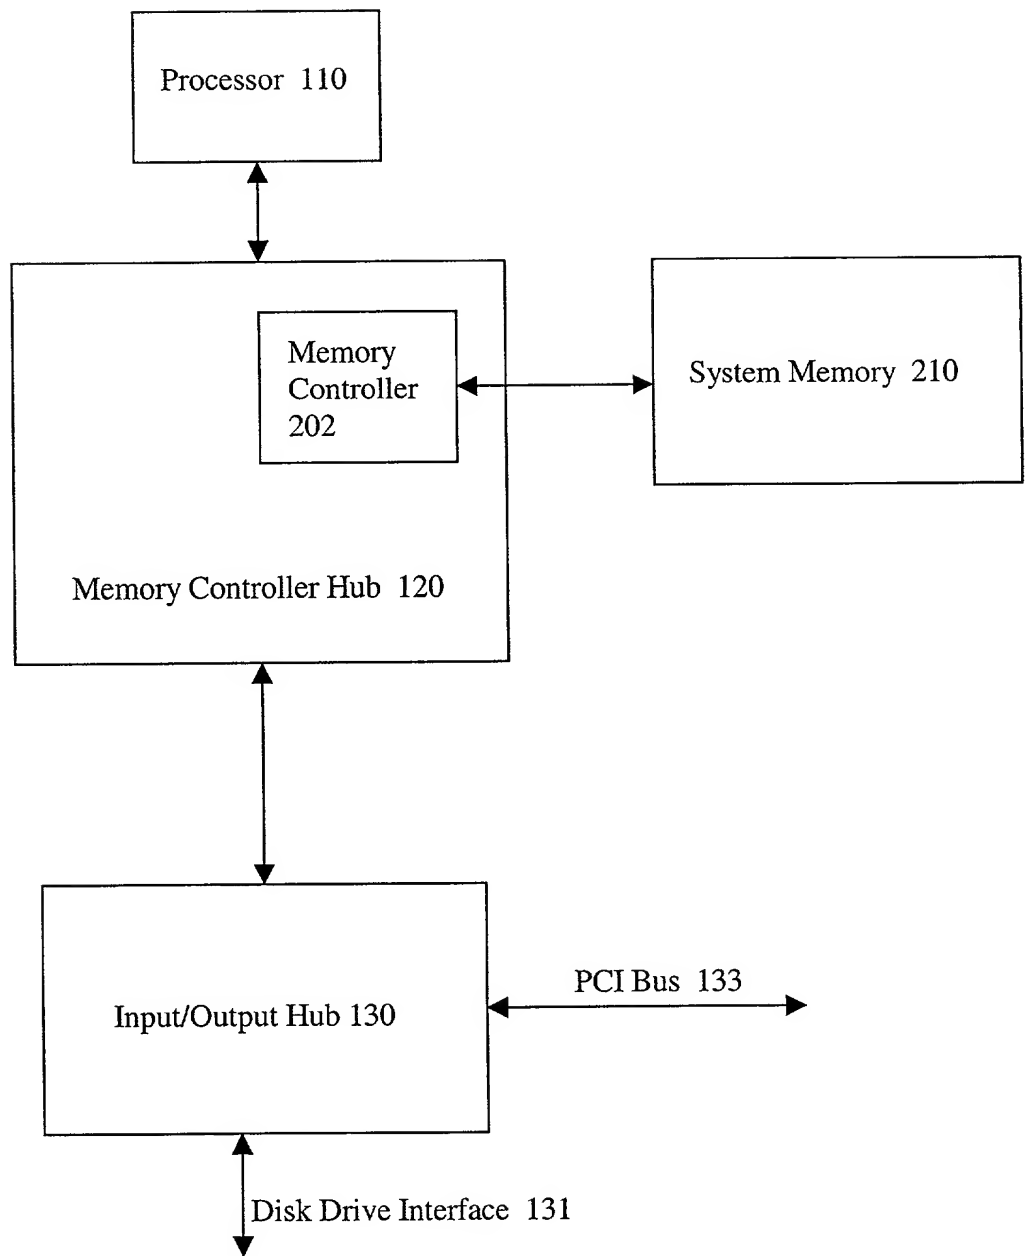 Processor 110
Memory
Controller
202
System Memory 210
Memory Controller Hub 120
PCI Bus 133
Input/Output Hub 130
Disk Drive Interface 131